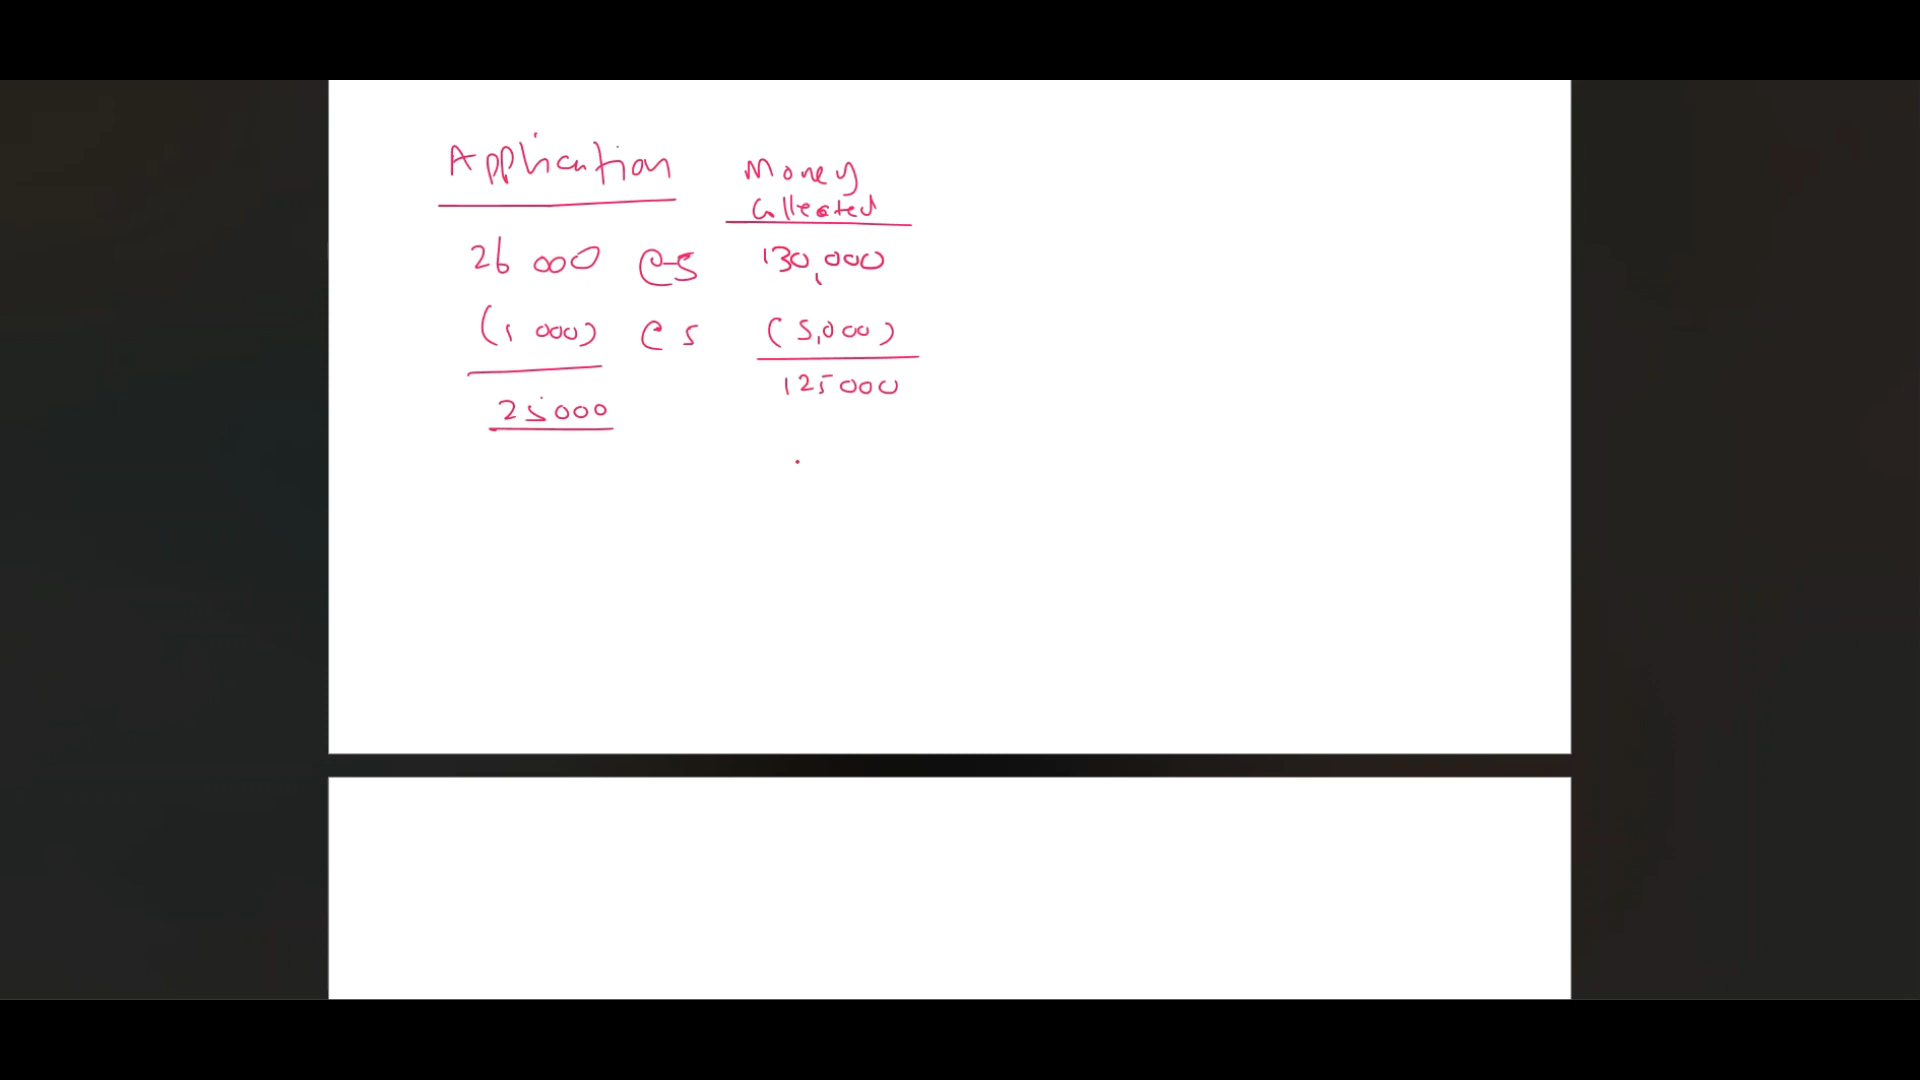 Application
Money
Collected
26 000 @5 130,000
(1 000) @ 5 (5,000)
125000
25000